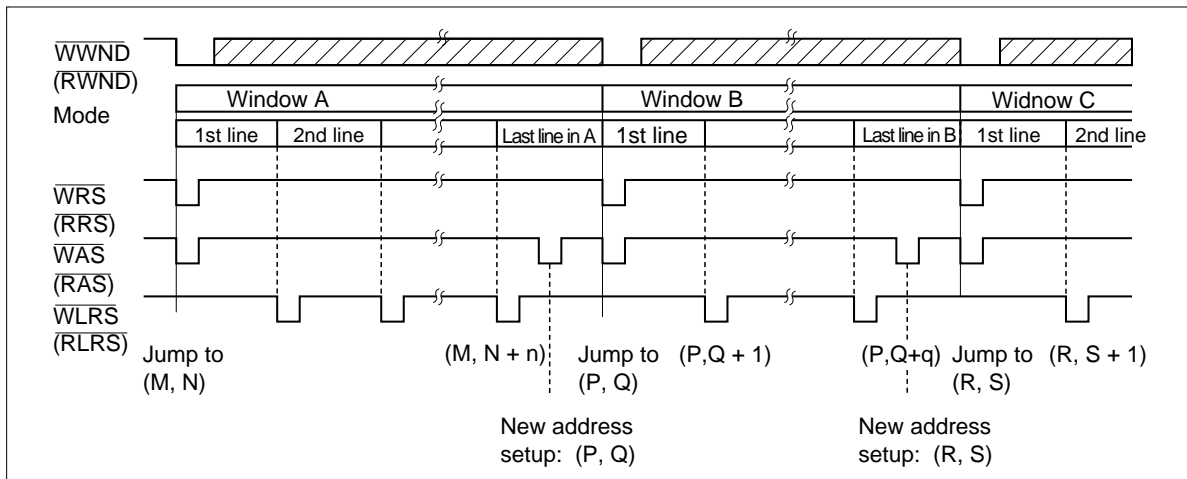 WWND
(RWND)
Mode
Window A
Window B
Widnow C
1st line
2nd line
Last line in A
1st line
Last line in B
1st line
2nd line
WRS
(RRS)
WAS
(RAS)
WLRS
(RLRS)
Jump to
(M, N)
(M, N + n)
Jump to
(P, Q)
(P,Q + 1)
(P,Q+q)
Jump to
(R, S)
(R, S + 1)
New address
setup: (P, Q)
New address
setup: (R, S)